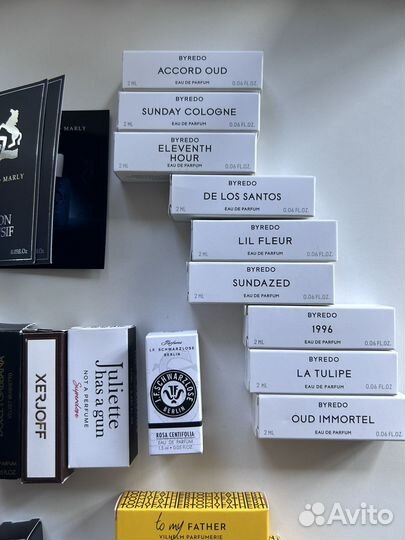 BYREDO
ACCORD OUD
2 ML EAU DE PARFUM 0.06 FL.OZ.
BYREDO
SUNDAY COLOGNE
2 ML EAU DE PARFUM 0.06 FL.OZ.
BYREDO
ELEVENTH
HOUR
2 ML EAU DE PARFUM 0.06 FL.OZ.
BYREDO
DE LOS SANTOS
2 ML EAU DE PARFUM 0.06 FL.OZ.
BYREDO
LIL FLEUR
2 ML EAU DE PARFUM 0.06 FL.OZ.
BYREDO
SUNDAZED
2 ML EAU DE PARFUM 0.06 FL.OZ.
BYREDO
1996
2 ML EAU DE PARFUM 0.06 FL.OZ.
BYREDO
LA TULIPE
2 ML EAU DE PARFUM 0.06 FL.OZ.
BYREDO
OUD IMMORTEL
2 ML EAU DE PARFUM 0.06 FL.OZ.
MARLY
MARLY
XERJOFF
Juliette
has a gun
NOT A PERFUME
Superdose
Parfums
J.F. SCHWARZLOSE
BERLIN
J.F. SCHWARZLOSE
BERLIN
ROSA CENTIFOLIA
EAU DE PARFUM
to my FATHER
VILHELM PARFUMERIE
Avito